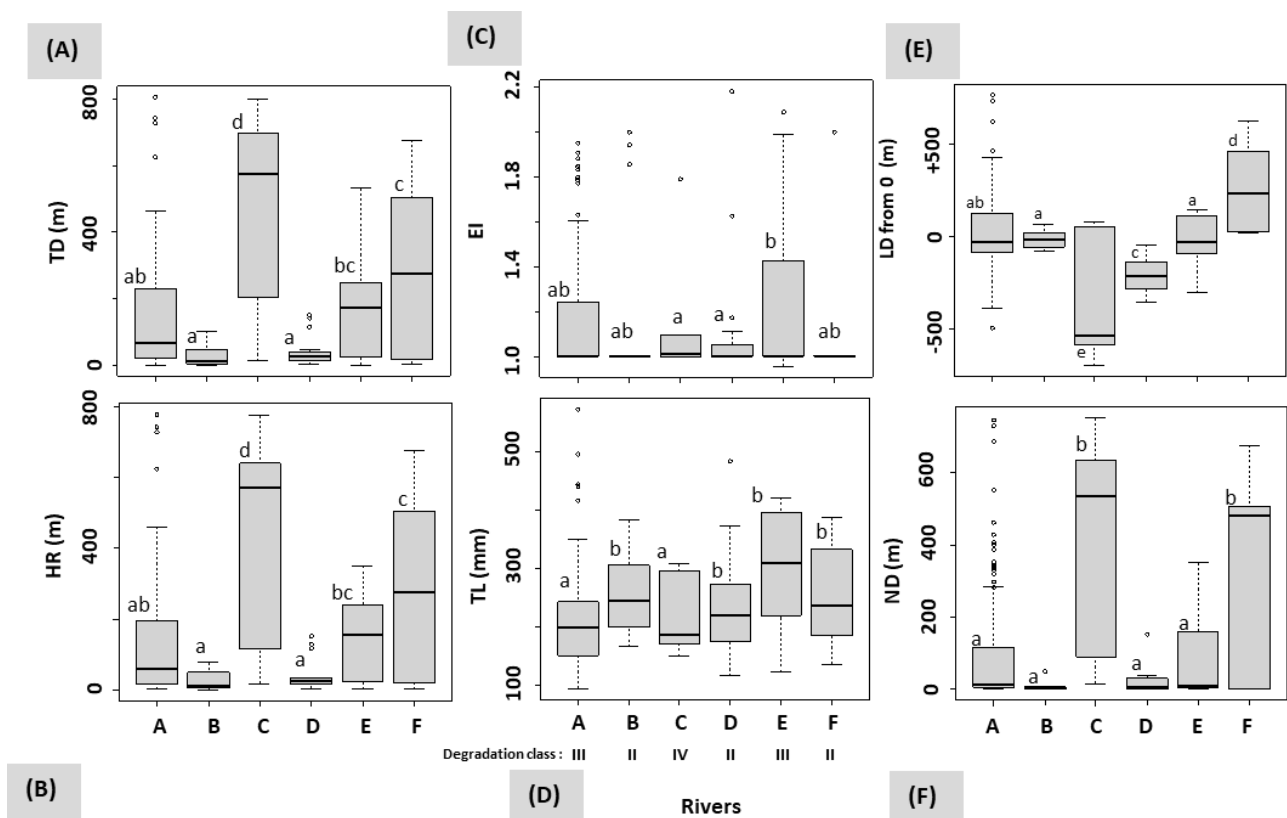 (A)
TD (m)
800
400
0
ab
a
d
a
bc
c
HR (m)
800
400
0
ab
a
d
a
bc
c
A B C D E F
(B)
(C)
EI
2.2
1.8
1.4
1.0
ab
ab
a
a
b
ab
TL (mm)
500
300
100
a
b
a
b
b
b
A B C D E F
Degradation class : III II IV II III II
(D)
Rivers
(E)
LD from 0 (m)
+500
0
-500
ab
a
e
c
a
d
ND (m)
600
400
200
0
a
a
b
a
a
b
A B C D E F
(F)